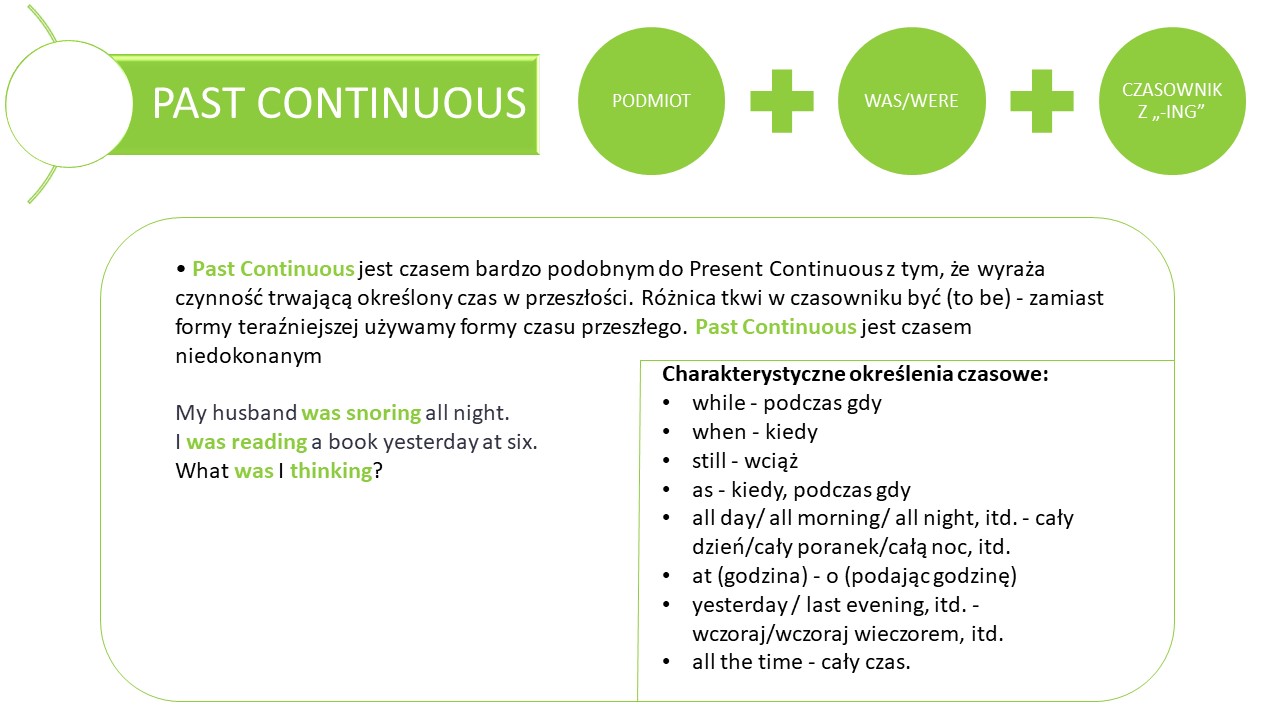 PAST CONTINUOUS
PODMIOT
WAS/WERE
CZASOWNIK
Z „-ING”
• Past Continuous jest czasem bardzo podobnym do Present Continuous z tym, że wyraża
czynność trwającą określony czas w przeszłości. Różnica tkwi w czasowniku być (to be) - zamiast
formy teraźniejszej używamy formy czasu przeszłego. Past Continuous jest czasem
niedokonanym
My husband was snoring all night.
I was reading a book yesterday at six.
What was I thinking?
Charakterystyczne określenia czasowe:
• while - podczas gdy
• when - kiedy
• still - wciąż
• as - kiedy, podczas gdy
• all day/ all morning/ all night, itd. - cały
dzień/cały poranek/całą noc, itd.
• at (godzina) - o (podając godzinę)
• yesterday / last evening, itd. -
wczoraj/wczoraj wieczorem, itd.
• all the time - cały czas.